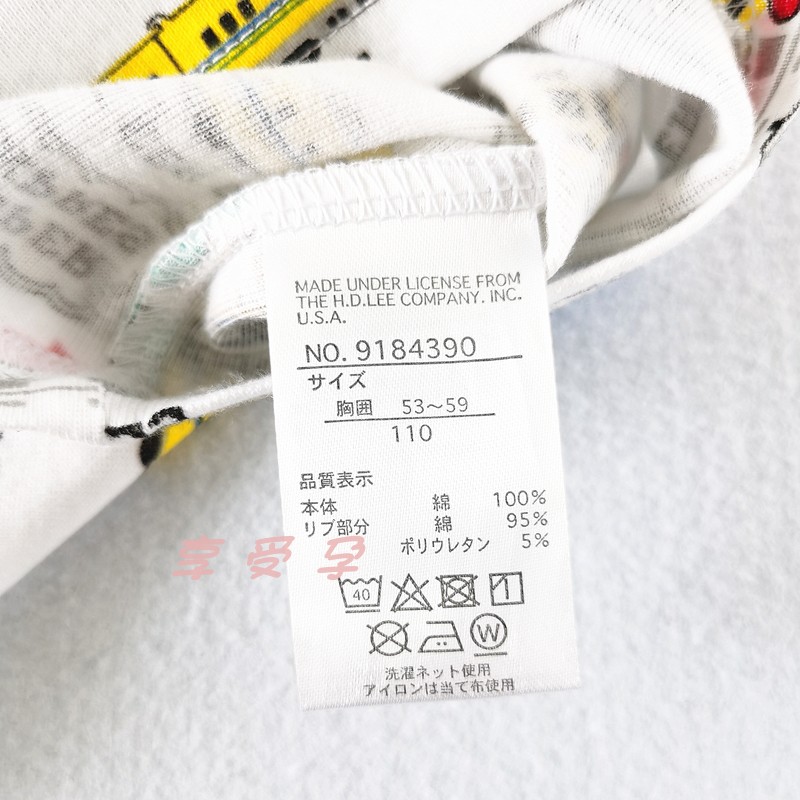 MADE UNDER LICENSE FROM
THE H.D.LEE COMPANY. INC.
U.S.A.
NO. 9184390
サイズ
胸囲 53~59
110
品質表示
本体 綿 100%
リブ部分 綿 95%
ポリウレタン 5%
享受孕
40
W
洗濯ネット使用
アイロンは当て布使用